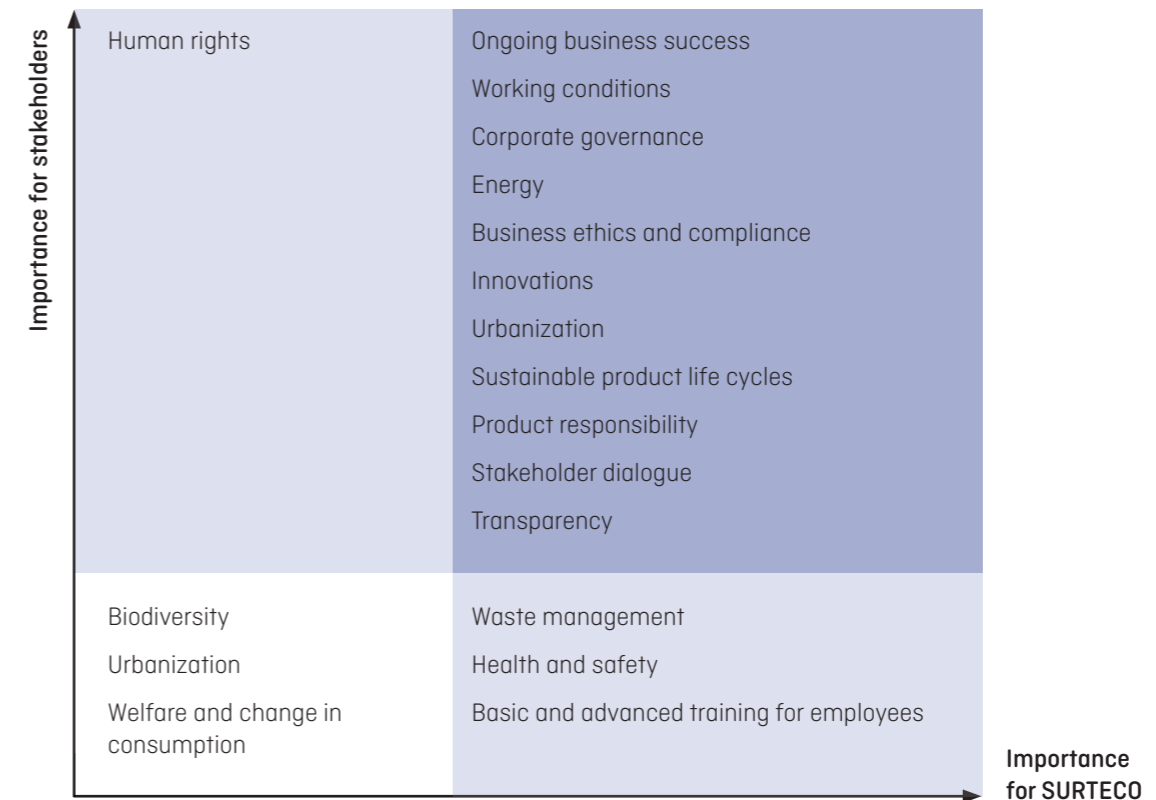 Importance for stakeholders
Human rights
Ongoing business success
Working conditions
Corporate governance
Energy
Business ethics and compliance
Innovations
Urbanization
Sustainable product life cycles
Product responsibility
Stakeholder dialogue
Transparency
Biodiversity
Urbanization
Welfare and change in
consumption
Waste management
Health and safety
Basic and advanced training for employees
Importance
for SURTECO